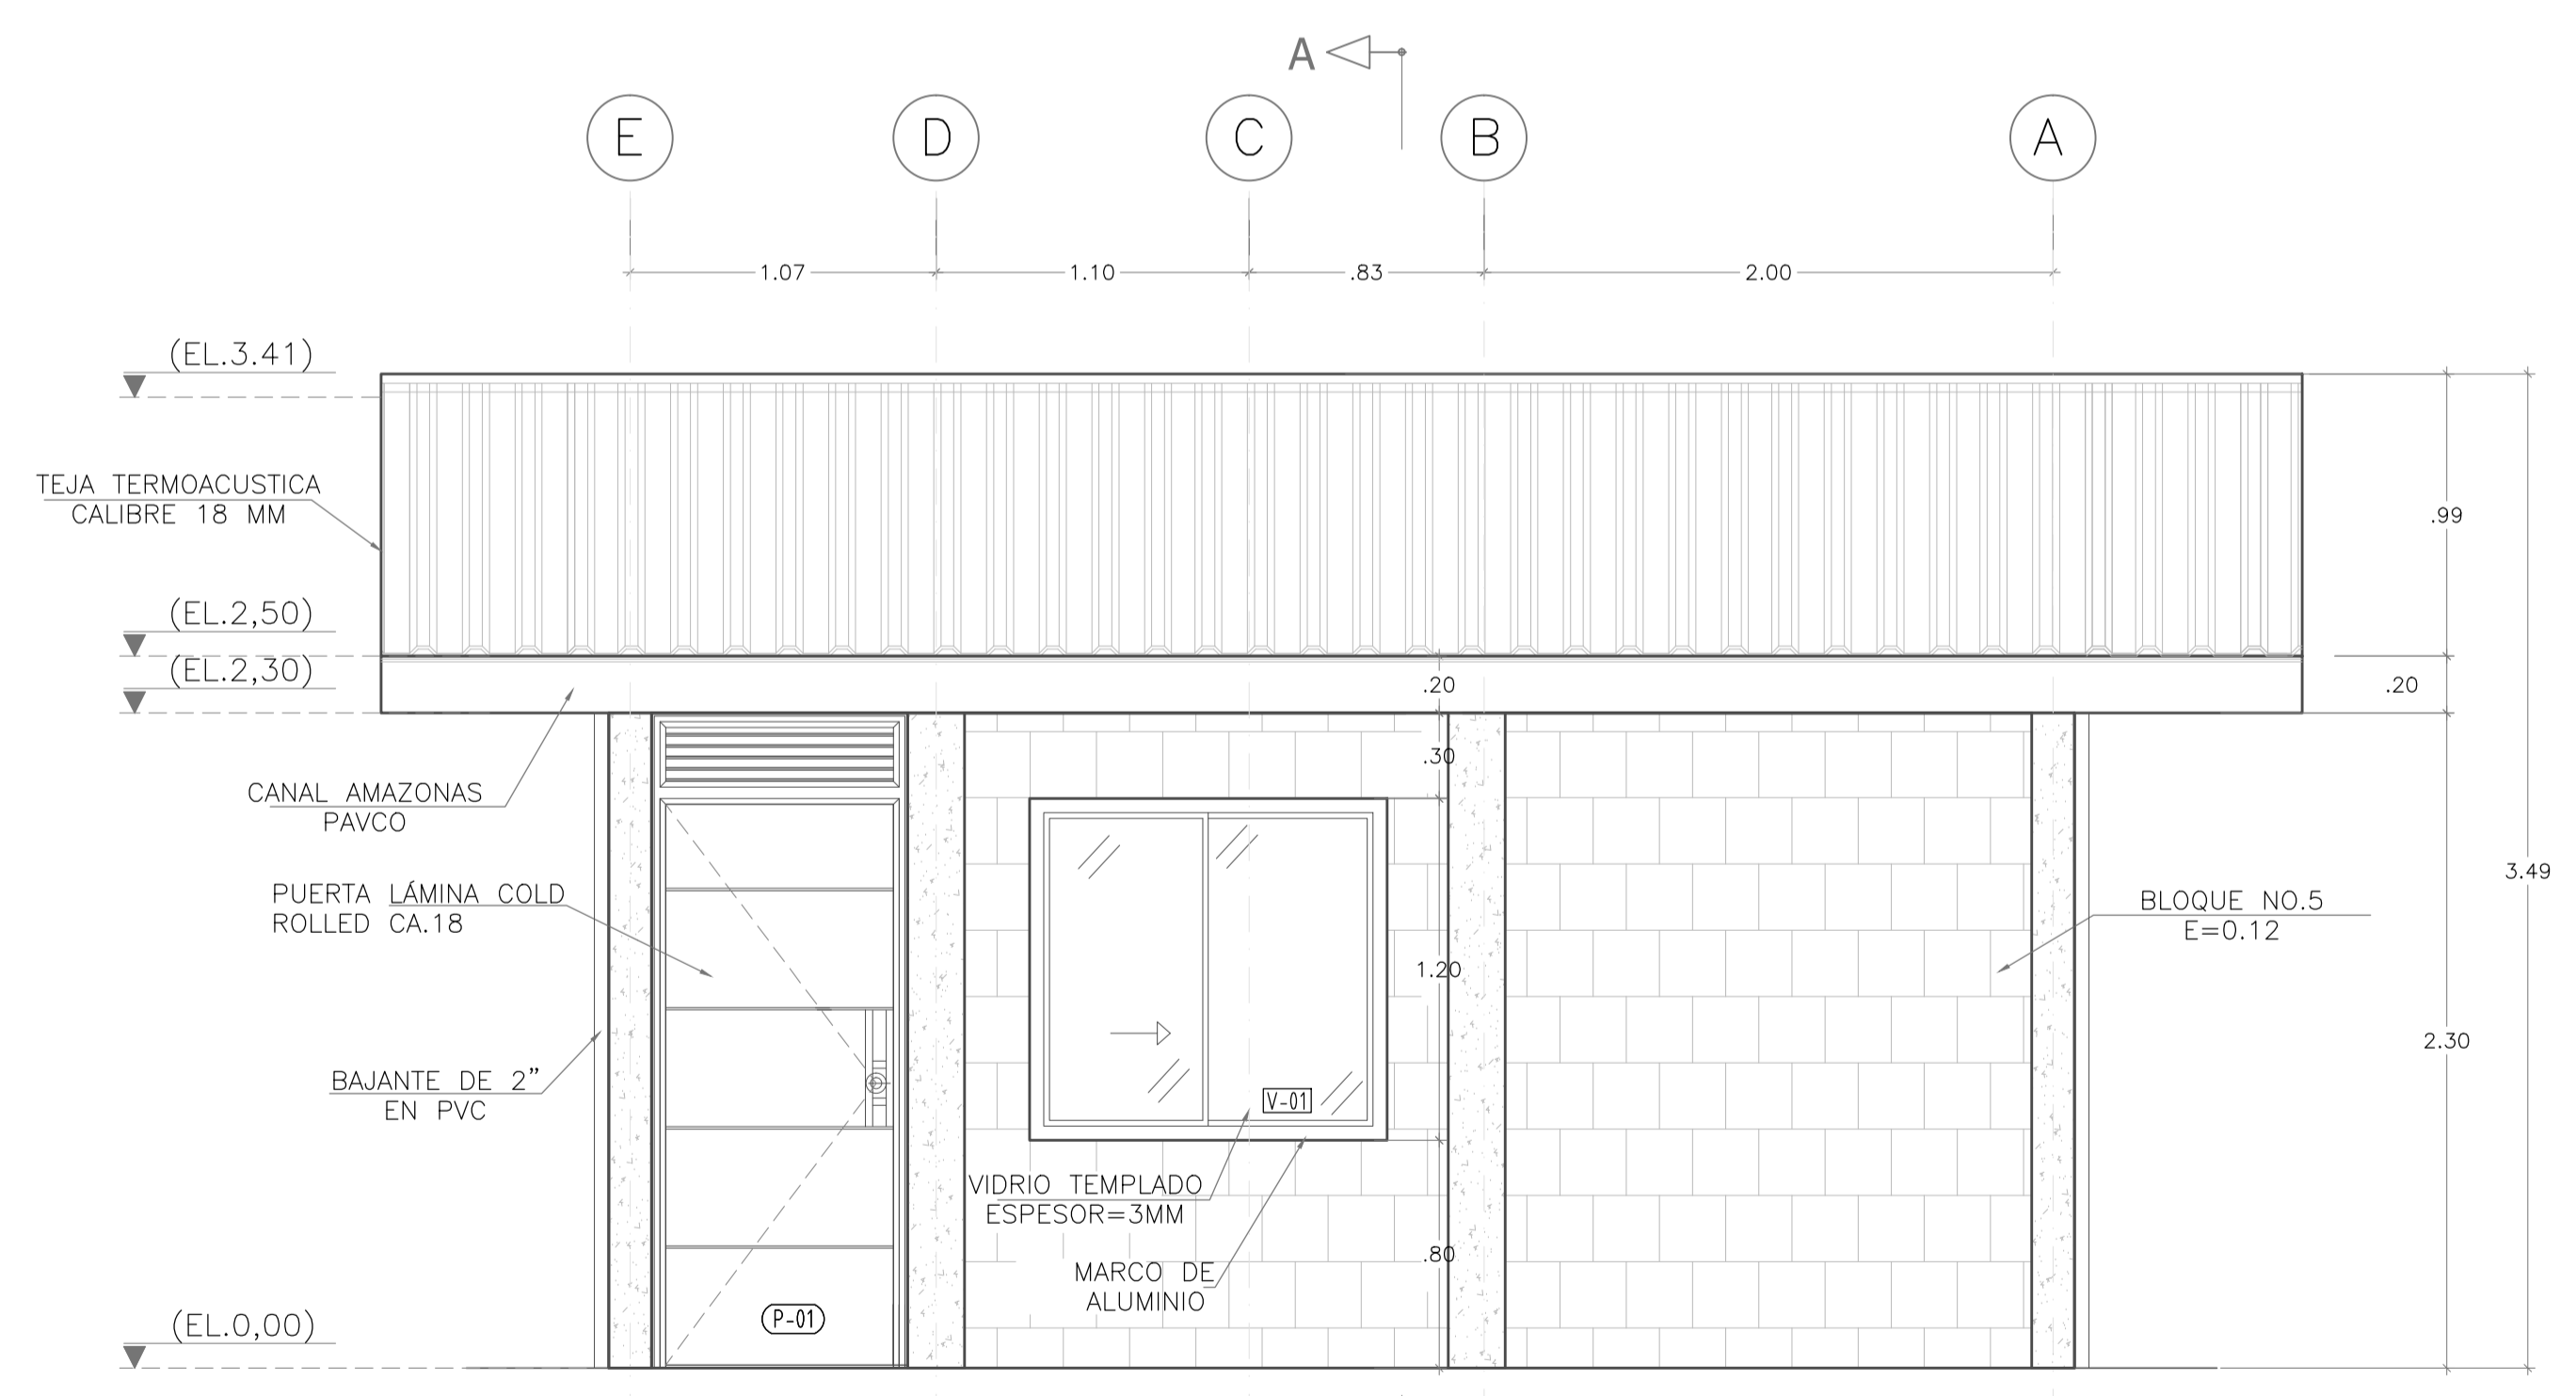 A
E D C B A
1.07 1.10 .83 2.00
(EL.3.41)
TEJA TERMOACUSTICA
CALIBRE 18 MM
.99
(EL.2,50)
(EL.2,30)
.20
.20
.30
CANAL AMAZONAS
PAVCO
3.49
PUERTA LÁMINA COLD
ROLLED CA.18
BLOQUE NO.5
E=0.12
1.20
2.30
BAJANTE DE 2”
EN PVC
V-01
VIDRIO TEMPLADO
ESPESOR=3MM
.80
MARCO DE
ALUMINIO
P-01
(EL.0,00)